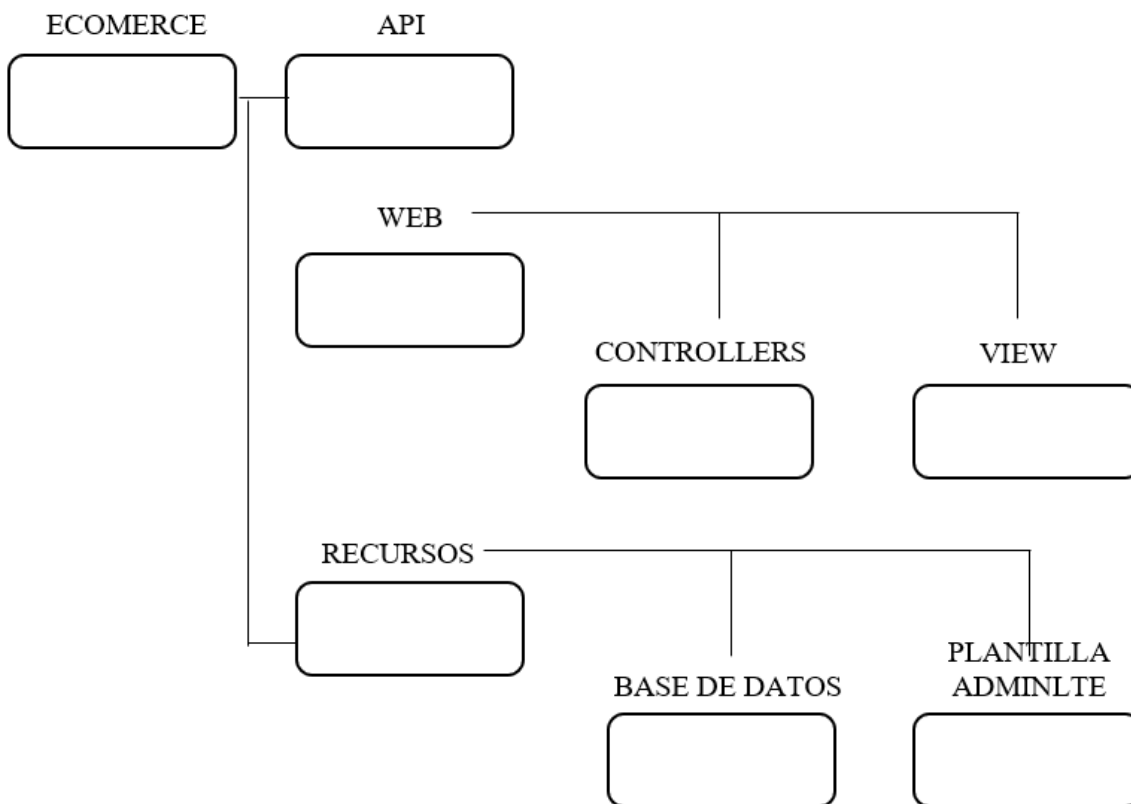 ECOMERCE
API
WEB
CONTROLLERS
VIEW
RECURSOS
BASE DE DATOS
PLANTILLA
ADMINLTE